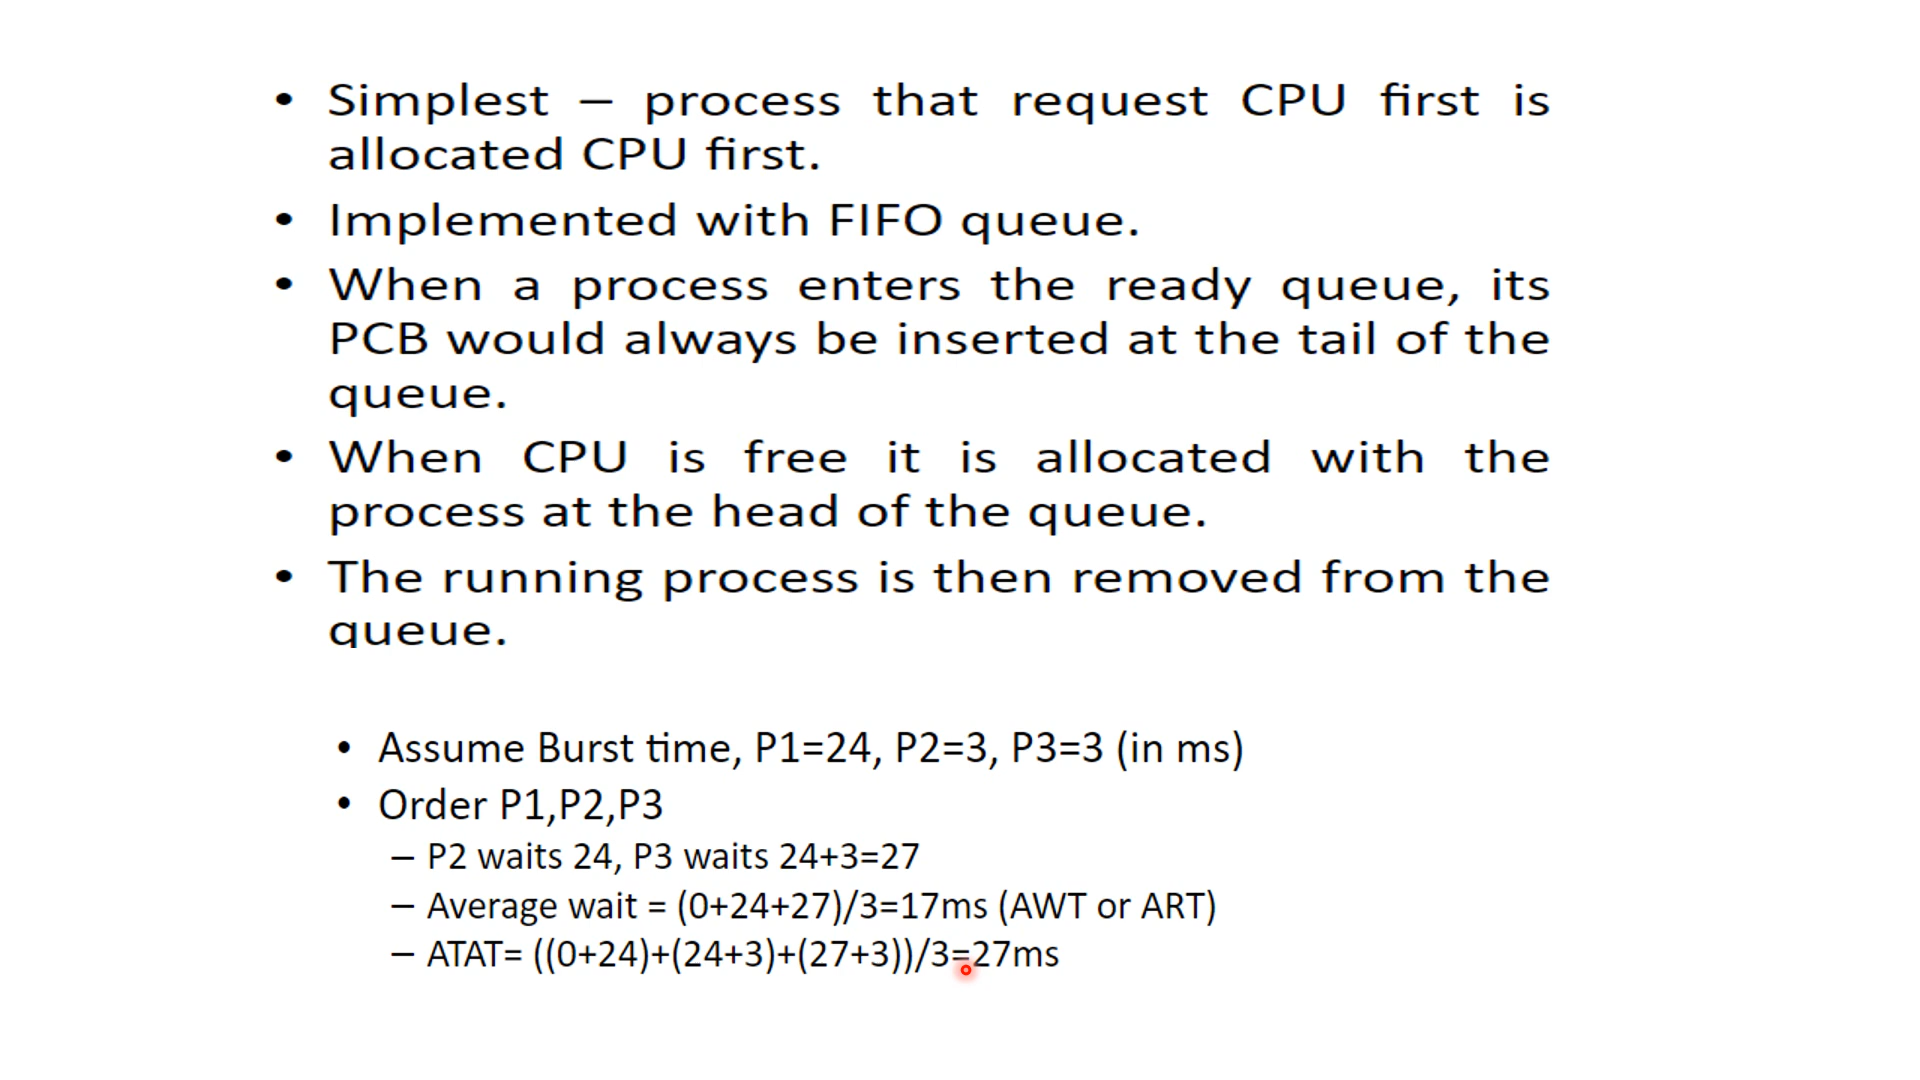 • Simplest – process that request CPU first is
allocated CPU first.
• Implemented with FIFO queue.
• When a process enters the ready queue, its
PCB would always be inserted at the tail of the
queue.
• When CPU is free it is allocated with the
process at the head of the queue.
• The running process is then removed from the
queue.
• Assume Burst time, P1=24, P2=3, P3=3 (in ms)
• Order P1,P2,P3
– P2 waits 24, P3 waits 24+3=27
– Average wait = (0+24+27)/3=17ms (AWT or ART)
– ATAT= ((0+24)+(24+3)+(27+3))/3=27ms